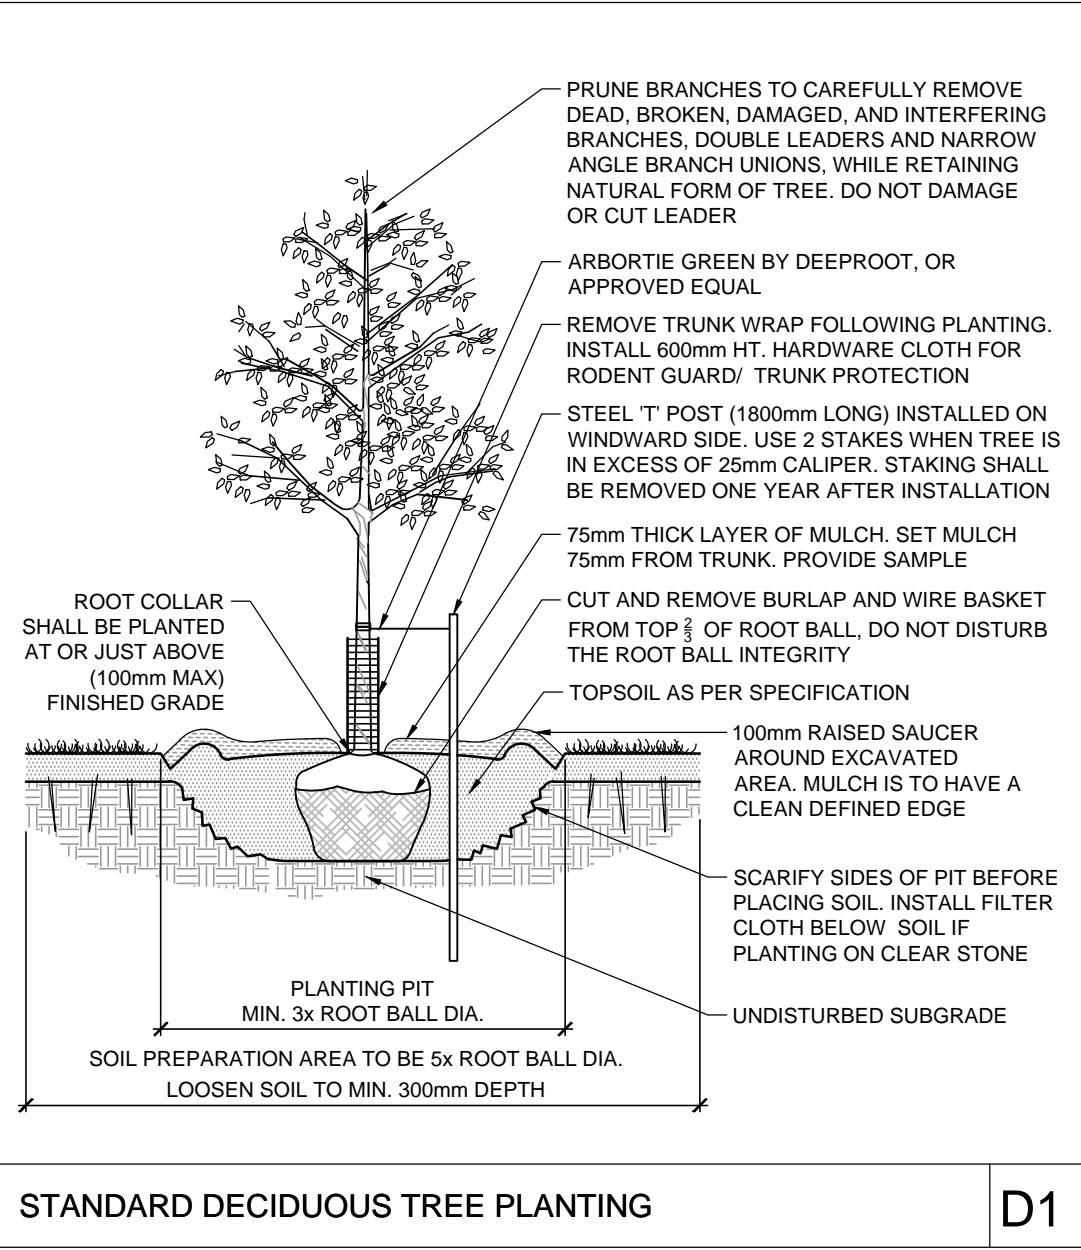 PRUNE BRANCHES TO CAREFULLY REMOVE
DEAD, BROKEN, DAMAGED, AND INTERFERING
BRANCHES, DOUBLE LEADERS AND NARROW
ANGLE BRANCH UNIONS, WHILE RETAINING
NATURAL FORM OF TREE. DO NOT DAMAGE
OR CUT LEADER
ARBORTIE GREEN BY DEEPROOT, OR
APPROVED EQUAL
REMOVE TRUNK WRAP FOLLOWING PLANTING.
INSTALL 600mm HT. HARDWARE CLOTH FOR
RODENT GUARD/ TRUNK PROTECTION
STEEL 'T' POST (1800mm LONG) INSTALLED ON
WINDWARD SIDE. USE 2 STAKES WHEN TREE IS
IN EXCESS OF 25mm CALIPER. STAKING SHALL
BE REMOVED ONE YEAR AFTER INSTALLATION
75mm THICK LAYER OF MULCH. SET MULCH
75mm FROM TRUNK. PROVIDE SAMPLE
CUT AND REMOVE BURLAP AND WIRE BASKET
FROM TOP 2/3 OF ROOT BALL, DO NOT DISTURB
THE ROOT BALL INTEGRITY
ROOT COLLAR
SHALL BE PLANTED
AT OR JUST ABOVE
(100mm MAX)
FINISHED GRADE
TOPSOIL AS PER SPECIFICATION
100mm RAISED SAUCER
AROUND EXCAVATED
AREA. MULCH IS TO HAVE A
CLEAN DEFINED EDGE
SCARIFY SIDES OF PIT BEFORE
PLACING SOIL. INSTALL FILTER
CLOTH BELOW SOIL IF
PLANTING ON CLEAR STONE
UNDISTURBED SUBGRADE
PLANTING PIT
MIN. 3x ROOT BALL DIA.
SOIL PREPARATION AREA TO BE 5x ROOT BALL DIA.
LOOSEN SOIL TO MIN. 300mm DEPTH
STANDARD DECIDUOUS TREE PLANTING
D1